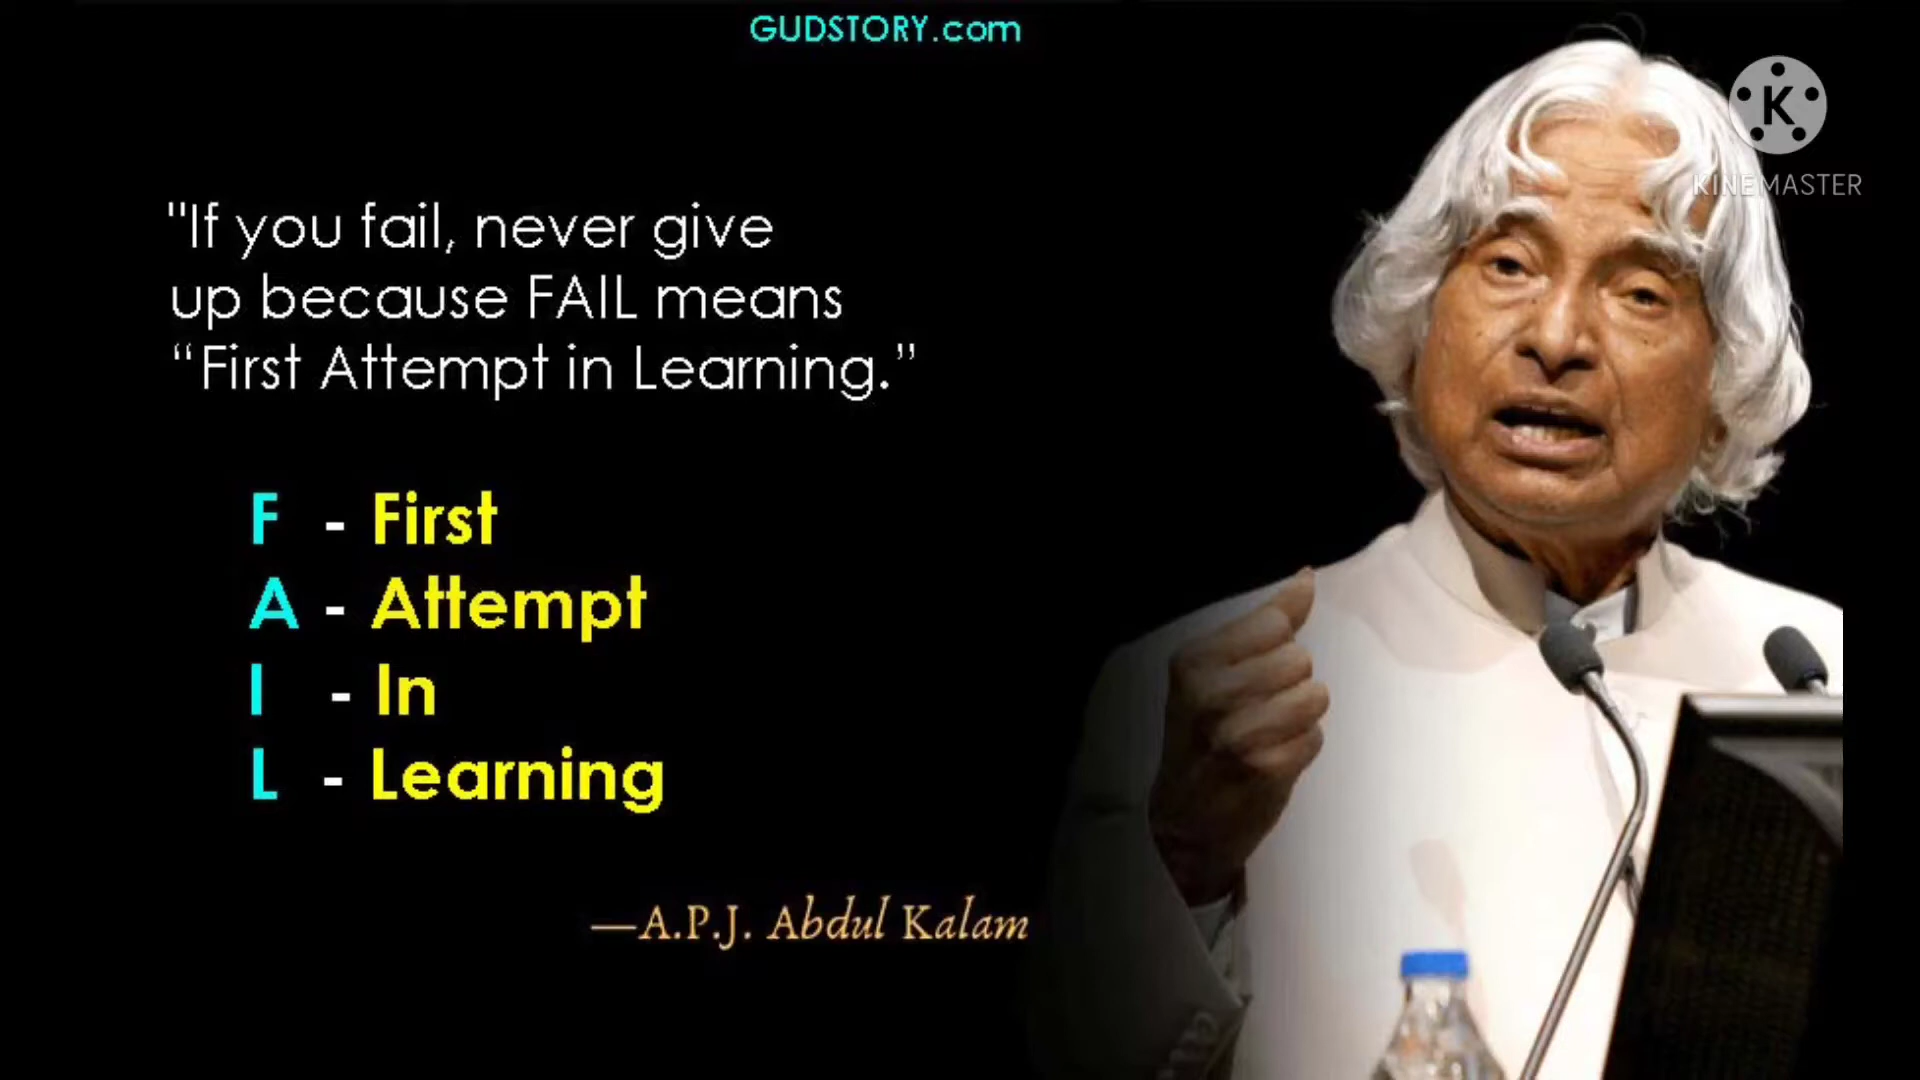 GUDSTORY.com
K
KINEMASTER
"If you fail, never give
up because FAIL means
“First Attempt in Learning.”
F - First
A - Attempt
I - In
L - Learning
—A.P.J. Abdul Kalam